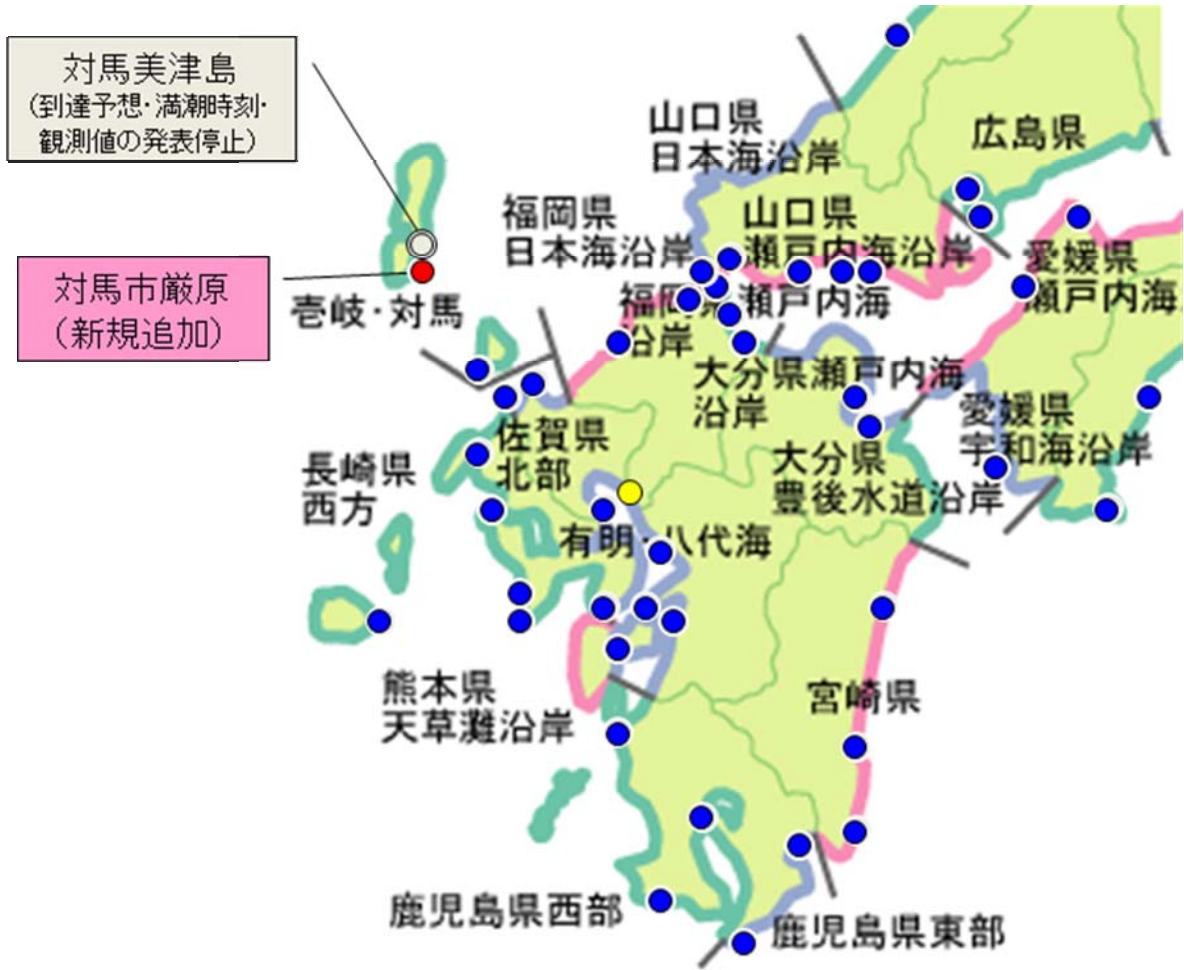 対馬美津島
(到達予想・満潮時刻・
観測値の発表停止)
対馬市厳原
(新規追加)
壱岐・対馬
山口県
日本海沿岸
広島県
福岡県
日本海沿岸
山口県
瀬戸内海沿岸
愛媛県
瀬戸内海
福岡県瀬戸内海
沿岸
大分県瀬戸内海
沿岸
愛媛県
宇和海沿岸
佐賀県
北部
大分県
豊後水道沿岸
長崎県
西方
有明・八代海
熊本県
天草灘沿岸
宮崎県
鹿児島県西部
鹿児島県東部